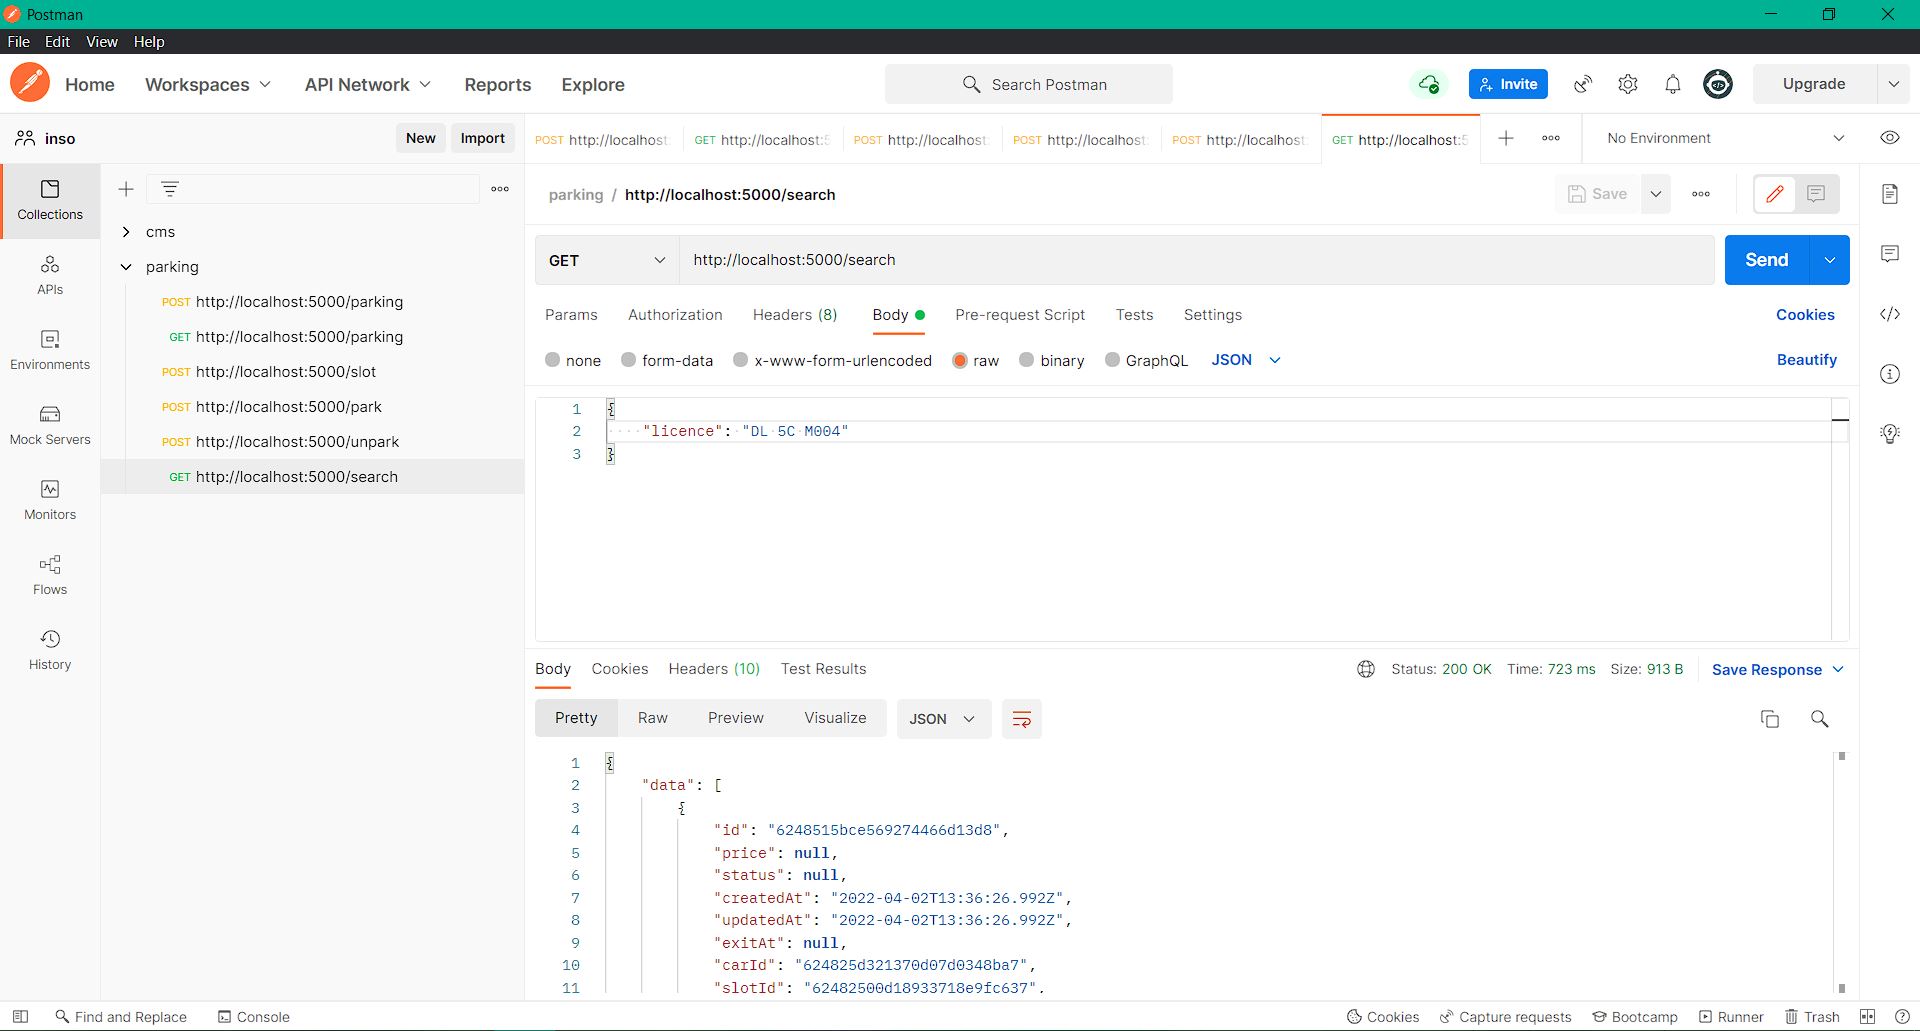 Postman
File Edit View Help
Home Workspaces API Network Reports Explore Search Postman Invite Upgrade
inso New Import
POST http://localhost: GET http://localhost:5 POST http://localhost: POST http://localhost: POST http://localhost: GET http://localhost:5 No Environment
Collections
APIs
Environments
Mock Servers
Monitors
Flows
History
cms
parking
POST http://localhost:5000/parking
GET http://localhost:5000/parking
POST http://localhost:5000/slot
POST http://localhost:5000/park
POST http://localhost:5000/unpark
GET http://localhost:5000/search
parking / http://localhost:5000/search Save
GET http://localhost:5000/search Send
Params Authorization Headers (8) Body Pre-request Script Tests Settings Cookies
none form-data x-www-form-urlencoded raw binary GraphQL JSON Beautify
1 {
2 "licence": "DL 5C M004"
3 }
Body Cookies Headers (10) Test Results Status: 200 OK Time: 723 ms Size: 913 B Save Response
Pretty Raw Preview Visualize JSON
1 {
2 "data": [
3 {
4 "id": "6248515bce569274466d13d8",
5 "price": null,
6 "status": null,
7 "createdAt": "2022-04-02T13:36:26.992Z",
8 "updatedAt": "2022-04-02T13:36:26.992Z",
9 "exitAt": null,
10 "carId": "624825d321370d07d0348ba7",
11 "slotId": "62482500d18933718e9fc637",
Find and Replace Console Cookies Capture requests Bootcamp Runner Trash